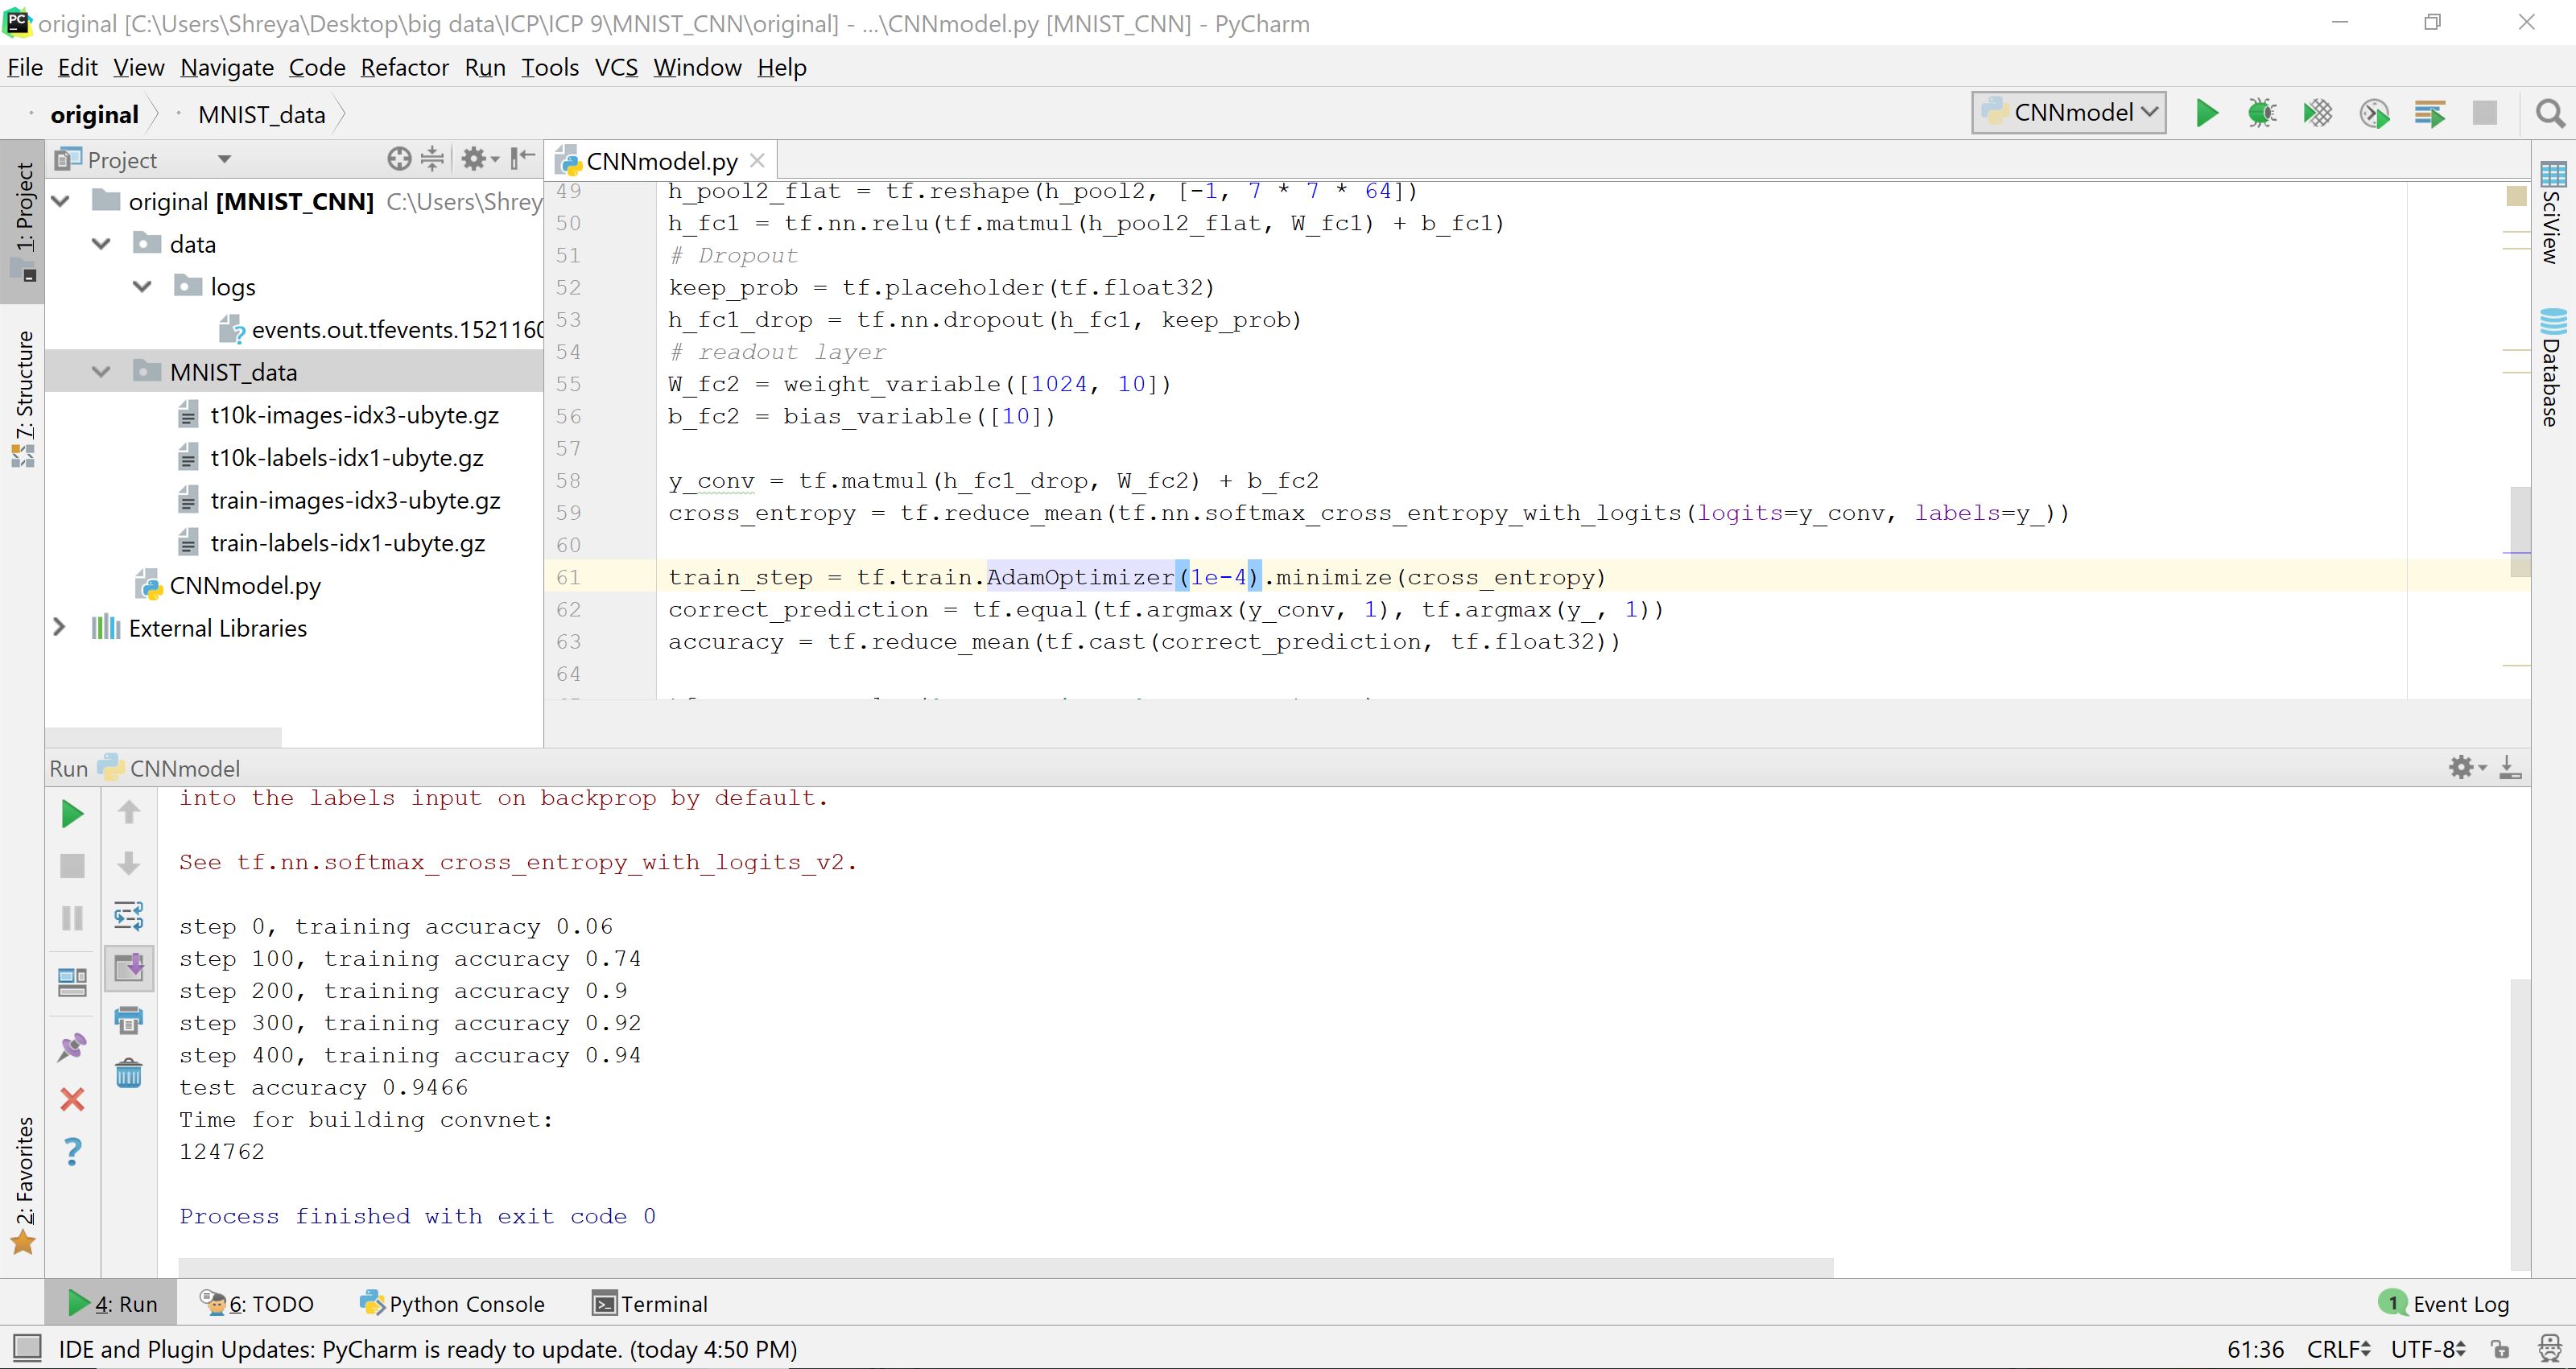 original [C:\Users\Shreya\Desktop\big data\ICP\ICP 9\MNIST_CNN\original] - ...\CNNmodel.py [MNIST_CNN] - PyCharm
File Edit View Navigate Code Refactor Run Tools VCS Window Help
original MNIST_data CNNmodel
1: Project
7: Structure
2: Favorites
Project
original [MNIST_CNN] C:\Users\Shrey
data
logs
events.out.tfevents.1521160
MNIST_data
t10k-images-idx3-ubyte.gz
t10k-labels-idx1-ubyte.gz
train-images-idx3-ubyte.gz
train-labels-idx1-ubyte.gz
CNNmodel.py
External Libraries
CNNmodel.py
49 h_pool2_flat = tf.reshape(h_pool2, [-1, 7 * 7 * 64])
50 h_fc1 = tf.nn.relu(tf.matmul(h_pool2_flat, W_fc1) + b_fc1)
51 # Dropout
52 keep_prob = tf.placeholder(tf.float32)
53 h_fc1_drop = tf.nn.dropout(h_fc1, keep_prob)
54 # readout layer
55 W_fc2 = weight_variable([1024, 10])
56 b_fc2 = bias_variable([10])
57
58 y_conv = tf.matmul(h_fc1_drop, W_fc2) + b_fc2
59 cross_entropy = tf.reduce_mean(tf.nn.softmax_cross_entropy_with_logits(logits=y_conv, labels=y_))
60
61 train_step = tf.train.AdamOptimizer(1e-4).minimize(cross_entropy)
62 correct_prediction = tf.equal(tf.argmax(y_conv, 1), tf.argmax(y_, 1))
63 accuracy = tf.reduce_mean(tf.cast(correct_prediction, tf.float32))
64
SciView
Database
Run CNNmodel
into the labels input on backprop by default.
See tf.nn.softmax_cross_entropy_with_logits_v2.
step 0, training accuracy 0.06
step 100, training accuracy 0.74
step 200, training accuracy 0.9
step 300, training accuracy 0.92
step 400, training accuracy 0.94
test accuracy 0.9466
Time for building convnet:
124762
Process finished with exit code 0
4: Run 6: TODO Python Console Terminal 1 Event Log
IDE and Plugin Updates: PyCharm is ready to update. (today 4:50 PM) 61:36 CRLF UTF-8